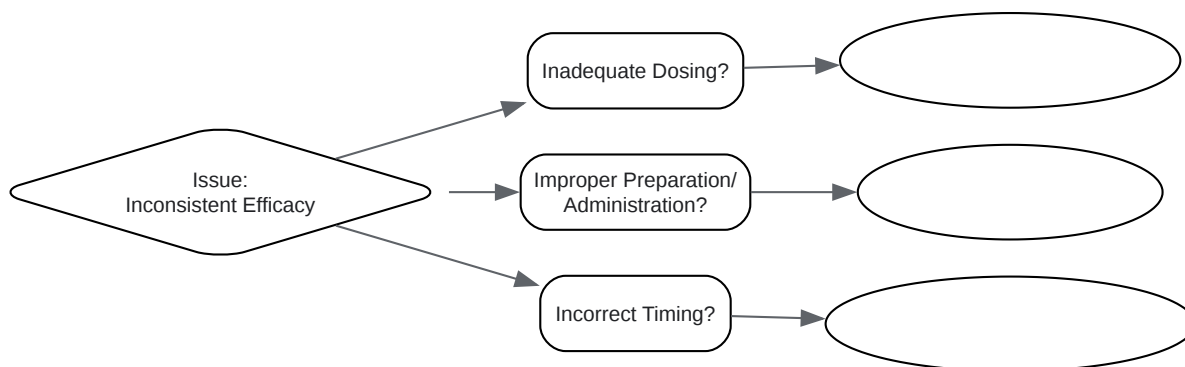 Issue:
Inconsistent Efficacy
Inadequate Dosing?
Improper Preparation/
Administration?
Incorrect Timing?